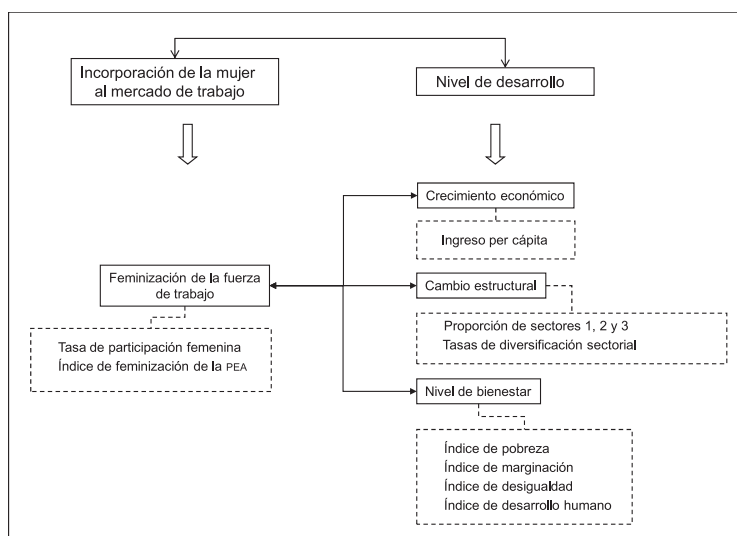 Incorporación de la mujer
al mercado de trabajo
Nivel de desarrollo
Crecimiento económico
Ingreso per cápita
Feminización de la fuerza
de trabajo
Cambio estructural
Tasa de participación femenina
Índice de feminización de la PEA
Proporción de sectores 1, 2 y 3
Tasas de diversificación sectorial
Nivel de bienestar
Índice de pobreza
Índice de marginación
Índice de desigualdad
Índice de desarrollo humano